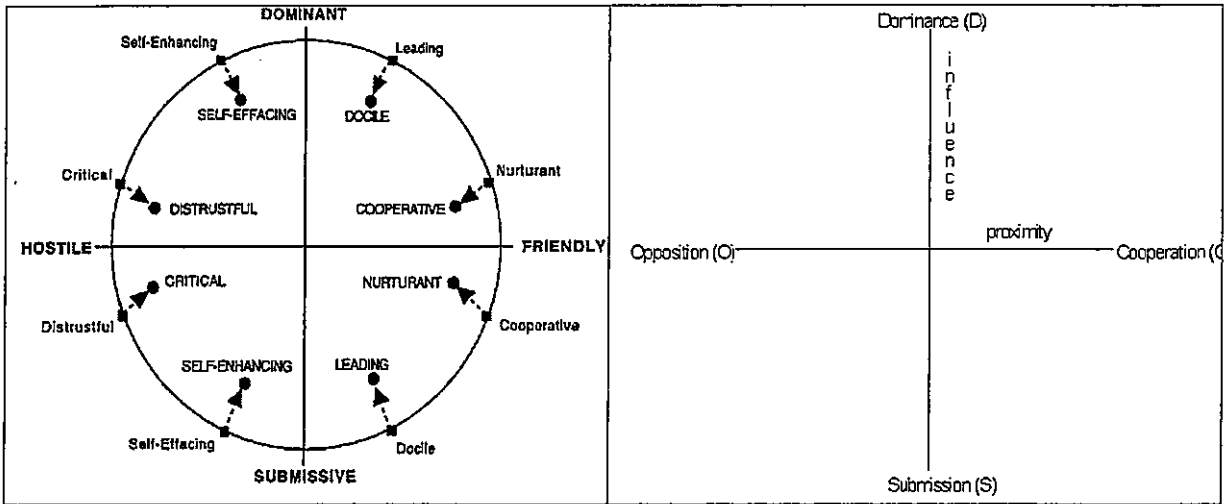 DOMINANT
Self-Enhancing
Leading
SELF-EFFACING
DOCILE
Critical
Nurturant
DISTRUSTFUL
COOPERATIVE
HOSTILE
FRIENDLY
CRITICAL
NURTURANT
Distrustful
Cooperative
SELF-ENHANCING
LEADING
Self-Effacing
Docile
SUBMISSIVE
Dominance (D)
influence
proximity
Opposition (O)
Cooperation (C
Submission (S)